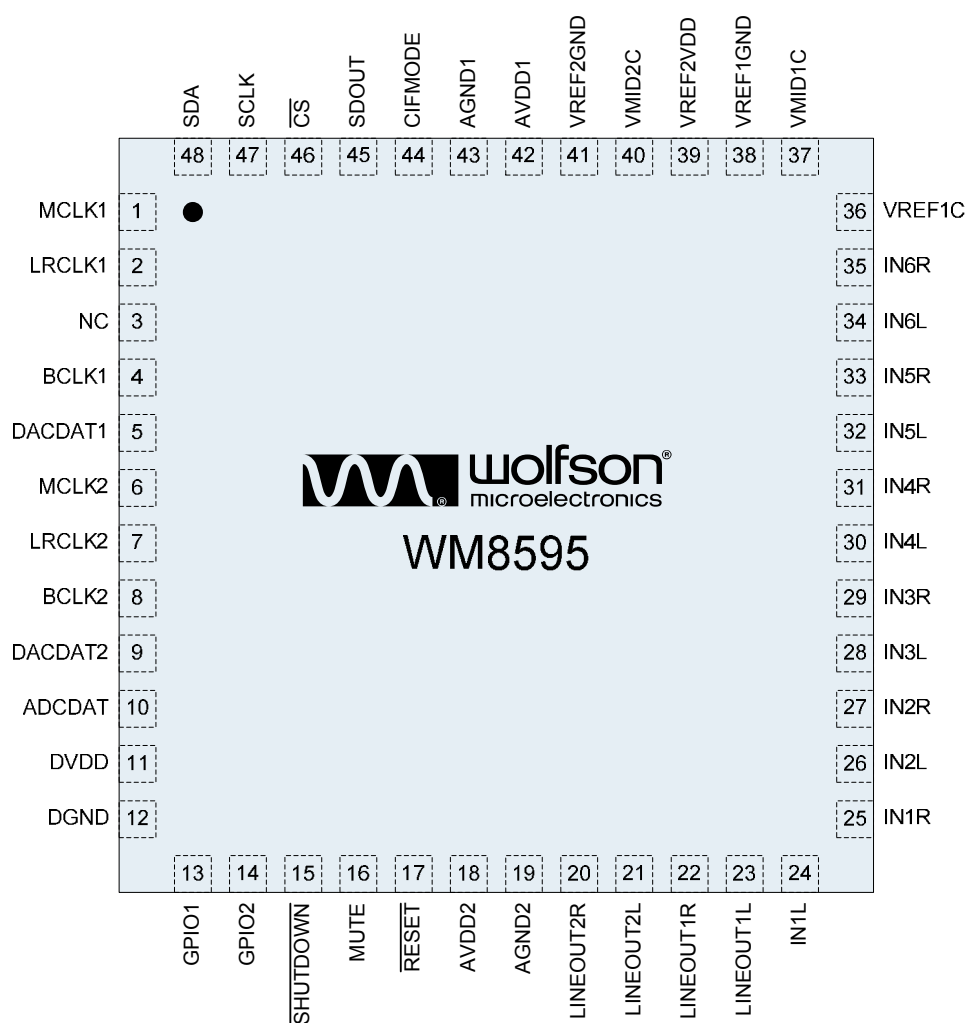 SDA
SCLK
CS
SDOUT
CIFMODE
AGND1
AVDD1
VREF2GND
VMID2C
VREF2VDD
VREF1GND
VMID1C
48 47 46 45 44 43 42 41 40 39 38 37
MCLK1 1
LRCLK1 2
NC 3
BCLK1 4
DACDAT1 5
MCLK2 6
LRCLK2 7
BCLK2 8
DACDAT2 9
ADCDAT 10
DVDD 11
DGND 12
wolfson®
®
microelectronics
WM8595
36 VREF1C
35 IN6R
34 IN6L
33 IN5R
32 IN5L
31 IN4R
30 IN4L
29 IN3R
28 IN3L
27 IN2R
26 IN2L
25 IN1R
13 14 15 16 17 18 19 20 21 22 23 24
GPIO1
GPIO2
SHUTDOWN
MUTE
RESET
AVDD2
AGND2
LINEOUT2R
LINEOUT2L
LINEOUT1R
LINEOUT1L
IN1L